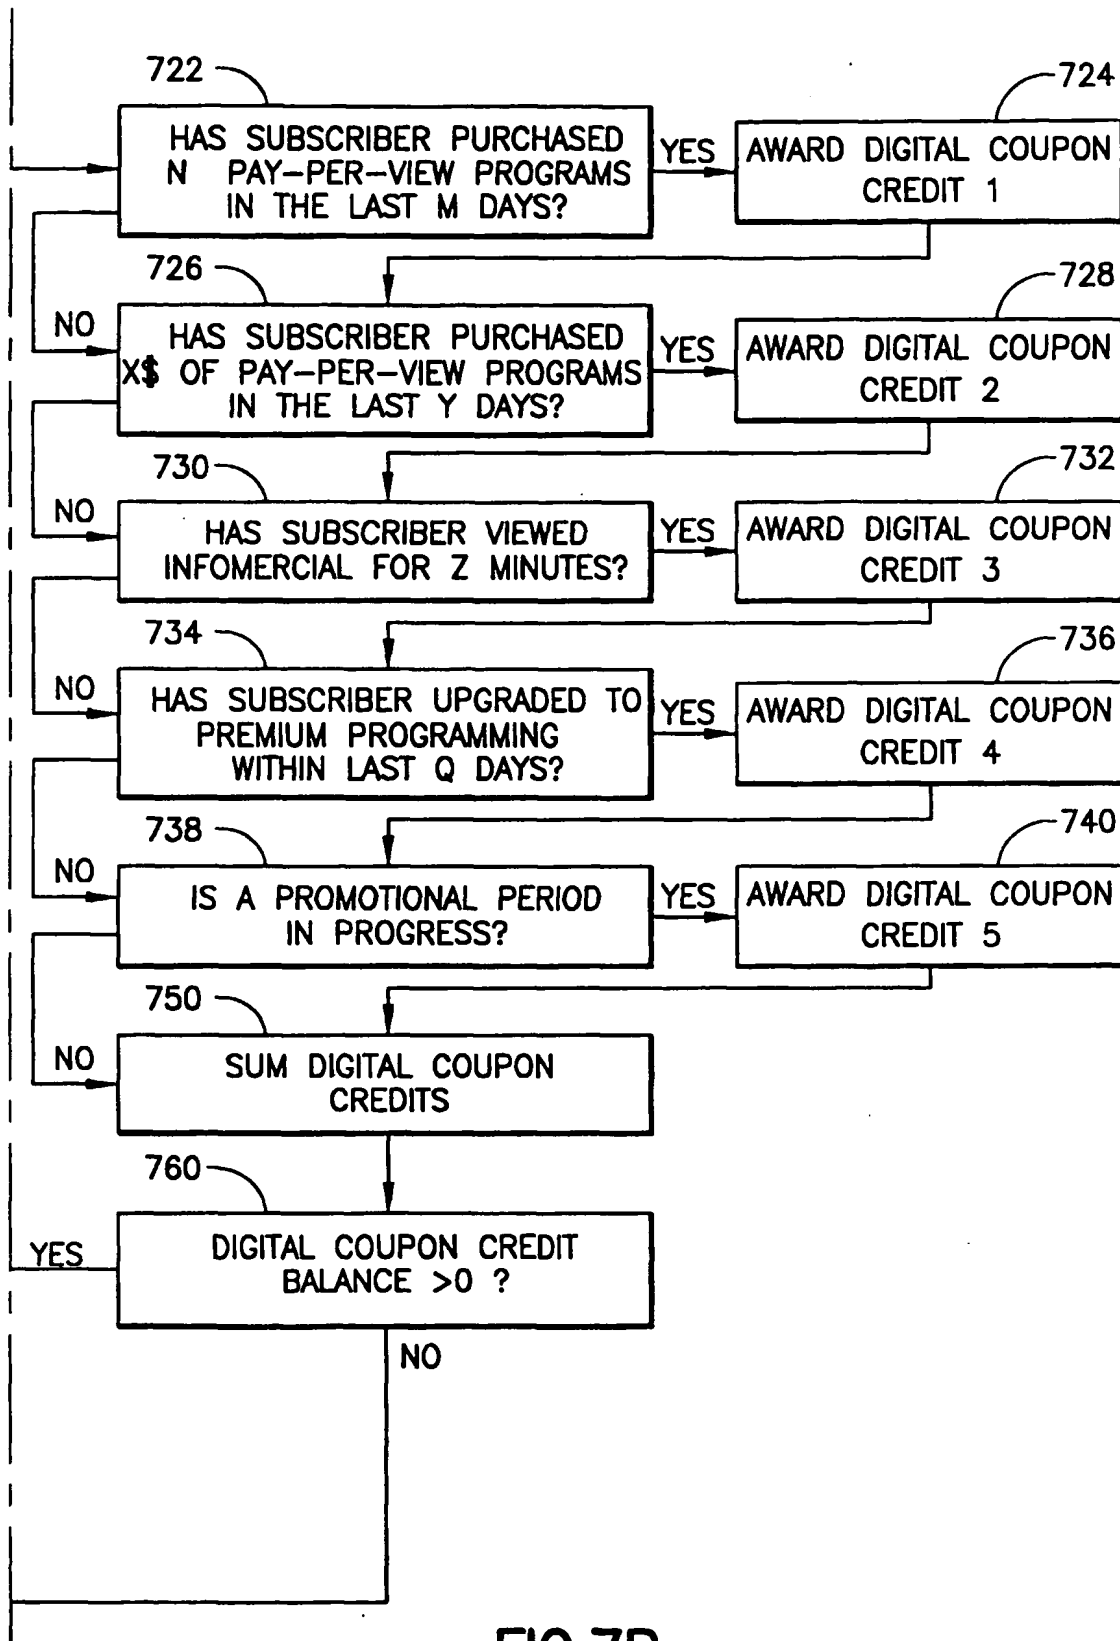 722
724
HAS SUBSCRIBER PURCHASED
N PAY-PER-VIEW PROGRAMS
IN THE LAST M DAYS?
YES
AWARD DIGITAL COUPON
CREDIT 1
726
728
NO
HAS SUBSCRIBER PURCHASED
X$ OF PAY-PER-VIEW PROGRAMS
IN THE LAST Y DAYS?
YES
AWARD DIGITAL COUPON
CREDIT 2
730
732
NO
HAS SUBSCRIBER VIEWED
INFOMERCIAL FOR Z MINUTES?
YES
AWARD DIGITAL COUPON
CREDIT 3
734
736
NO
HAS SUBSCRIBER UPGRADED TO
PREMIUM PROGRAMMING
WITHIN LAST Q DAYS?
YES
AWARD DIGITAL COUPON
CREDIT 4
738
740
NO
IS A PROMOTIONAL PERIOD
IN PROGRESS?
YES
AWARD DIGITAL COUPON
CREDIT 5
750
NO
SUM DIGITAL COUPON
CREDITS
760
YES
DIGITAL COUPON CREDIT
BALANCE >0 ?
NO